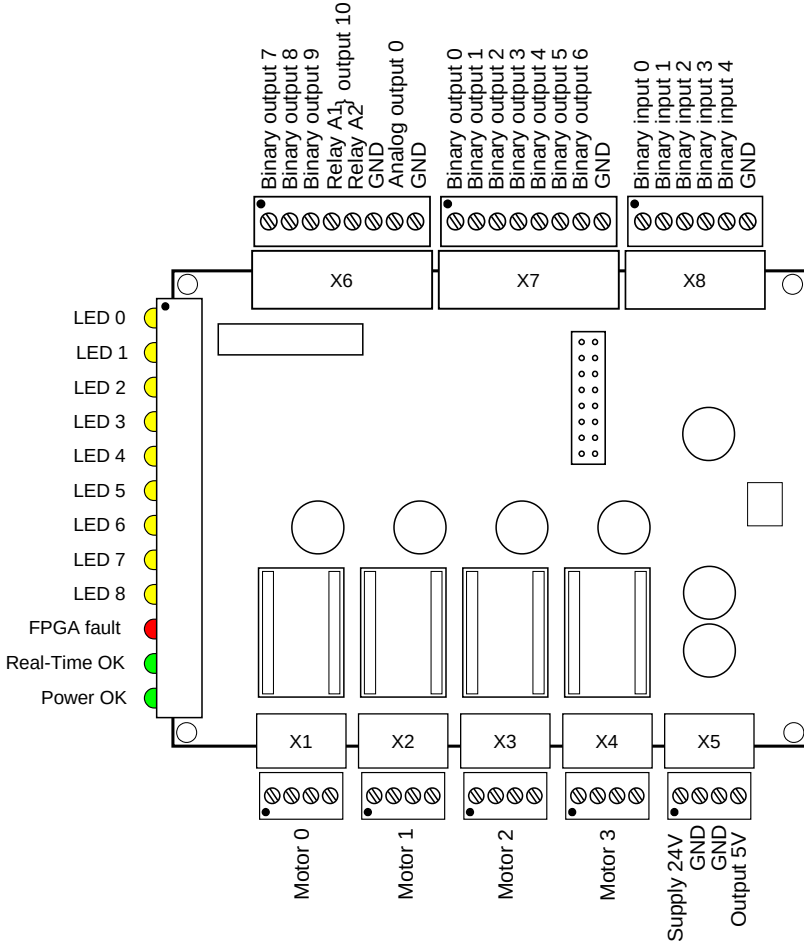 Binary output 7
Binary output 8
Binary output 9
Relay A1
Relay A2
} output 10
GND
Analog output 0
GND
Binary output 0
Binary output 1
Binary output 2
Binary output 3
Binary output 4
Binary output 5
Binary output 6
GND
Binary input 0
Binary input 1
Binary input 2
Binary input 3
Binary input 4
GND
X6
X7
X8
LED 0
LED 1
LED 2
LED 3
LED 4
LED 5
LED 6
LED 7
LED 8
FPGA fault
Real-Time OK
Power OK
X1
X2
X3
X4
X5
Motor 0
Motor 1
Motor 2
Motor 3
Supply 24V
GND
GND
Output 5V